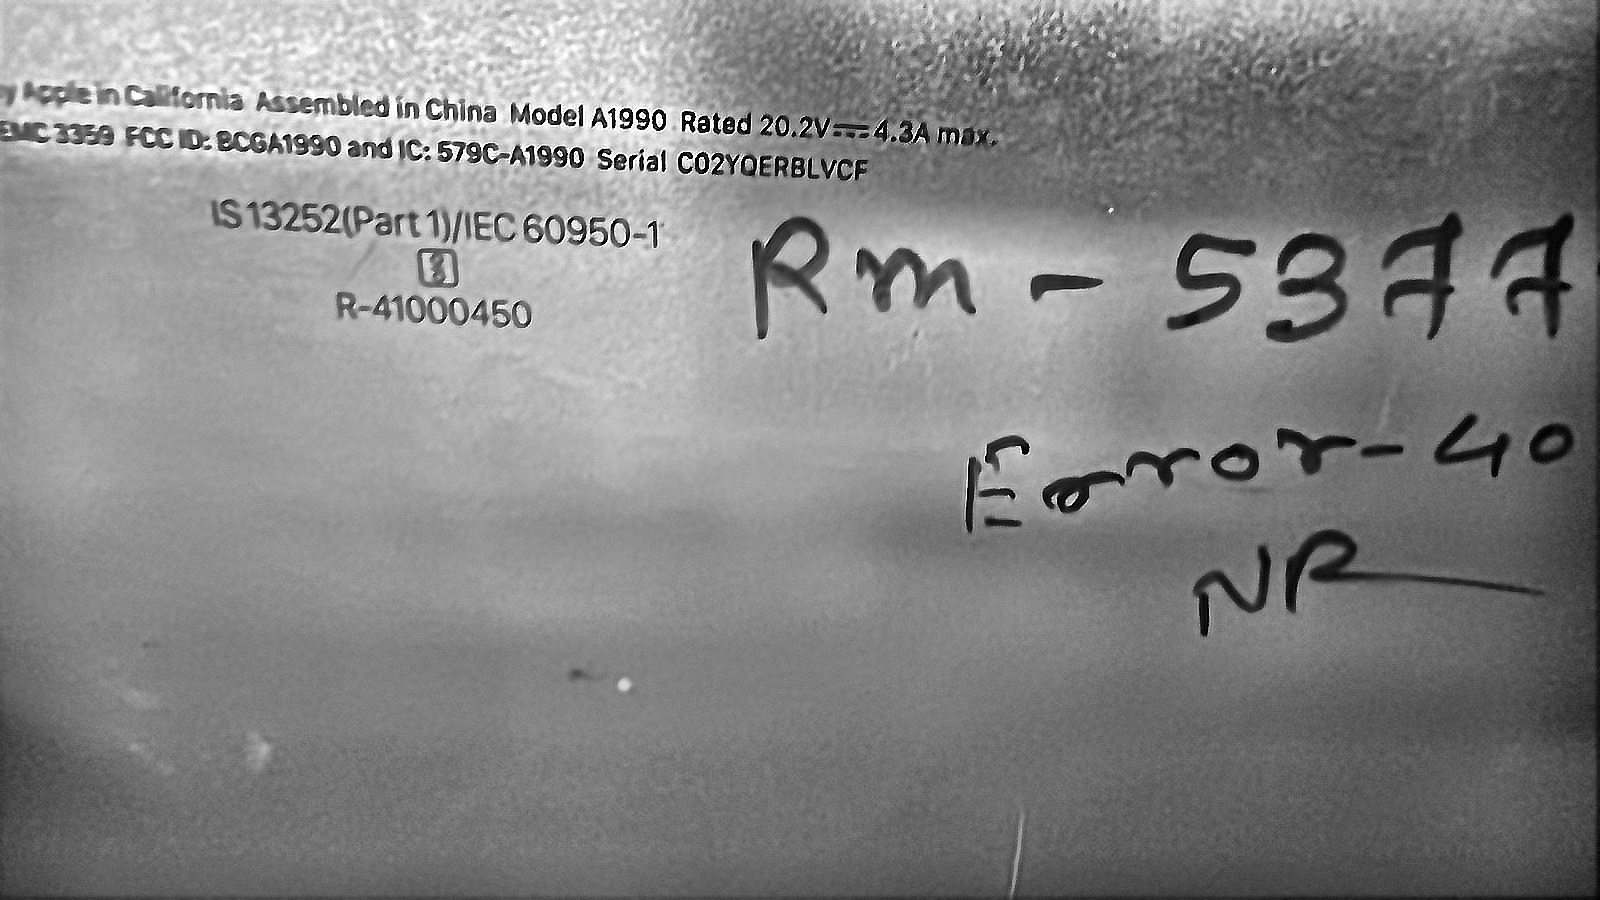 by Apple in California Assembled in China Model A1990 Rated 20.2V⎓4.3A max.
EMC 3359 FCC ID: BCGA1990 and IC: 579C-A1990 Serial C02YQERBLVCF
IS 13252(Part 1)/IEC 60950-1
R-41000450
Rm - 5377
Error-40
NR